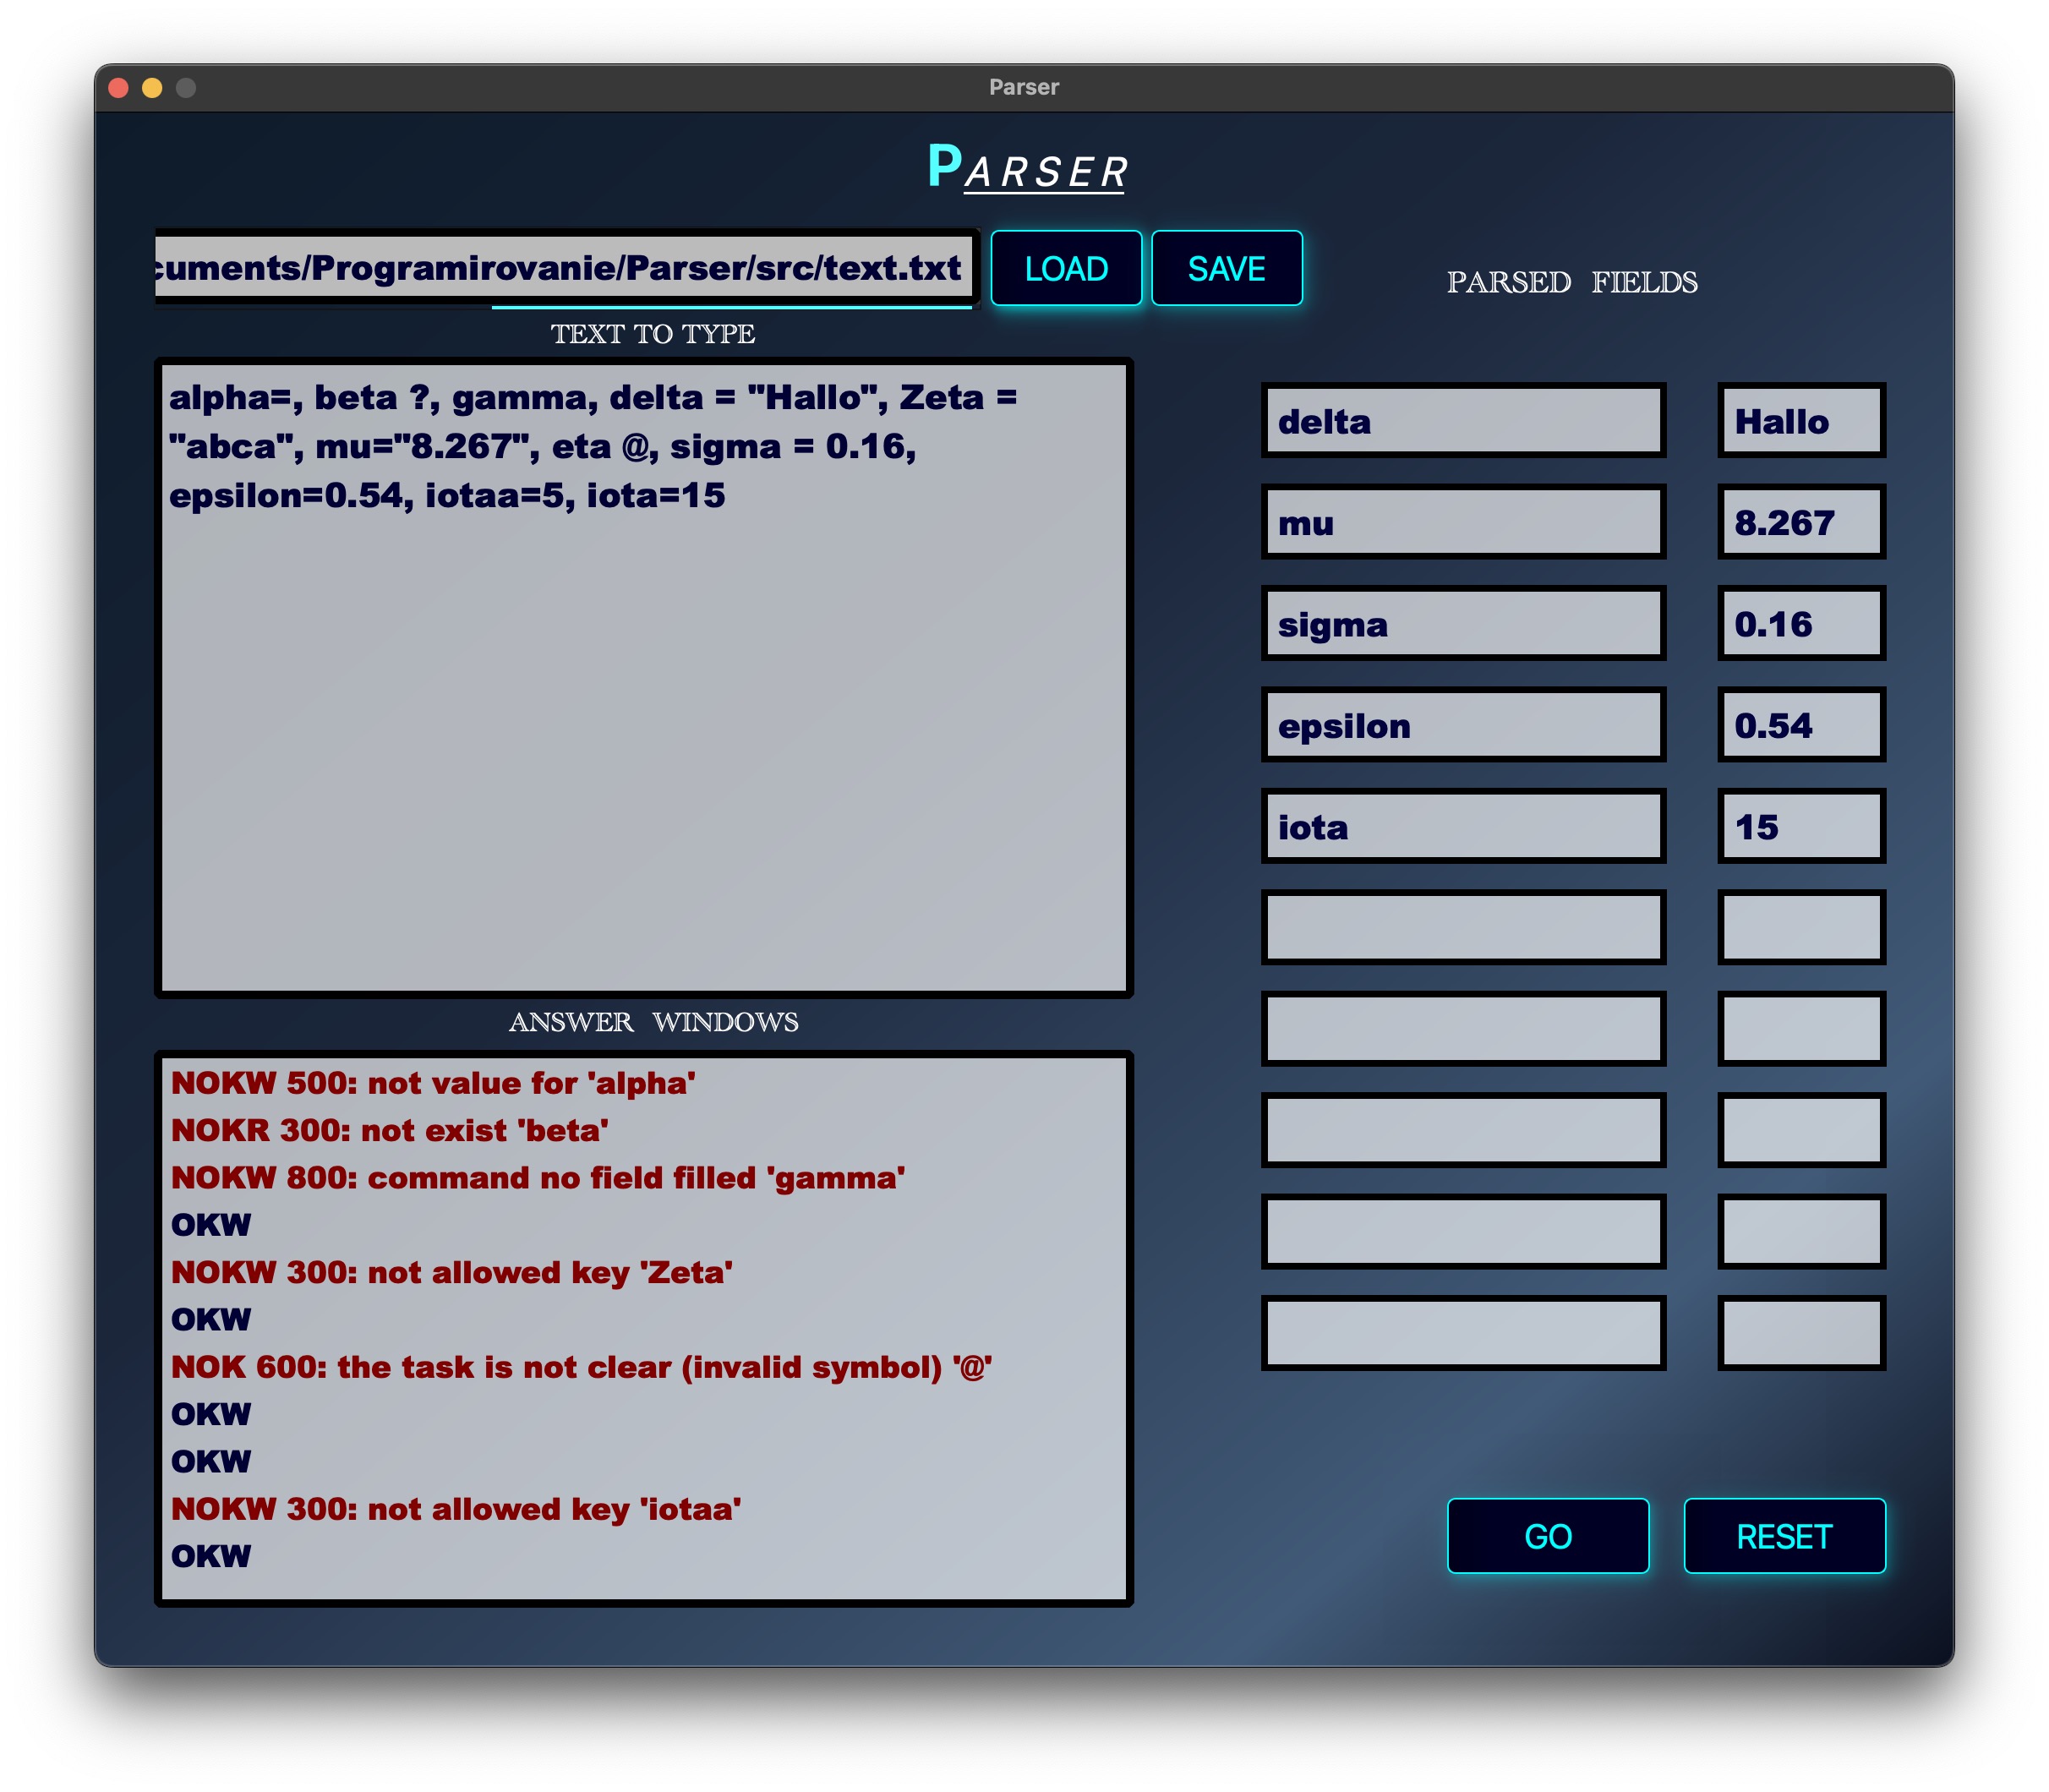 Parser
PARSER
cuments/Programirovanie/Parser/src/text.txt
LOAD
SAVE
TEXT TO TYPE
alpha=, beta ?, gamma, delta = "Hallo", Zeta =
"abca", mu="8.267", eta @, sigma = 0.16,
epsilon=0.54, iotaa=5, iota=15
ANSWER WINDOWS
NOKW 500: not value for 'alpha'
NOKR 300: not exist 'beta'
NOKW 800: command no field filled 'gamma'
OKW
NOKW 300: not allowed key 'Zeta'
OKW
NOK 600: the task is not clear (invalid symbol) '@'
OKW
OKW
NOKW 300: not allowed key 'iotaa'
OKW
PARSED FIELDS
delta Hallo
mu 8.267
sigma 0.16
epsilon 0.54
iota 15
GO
RESET